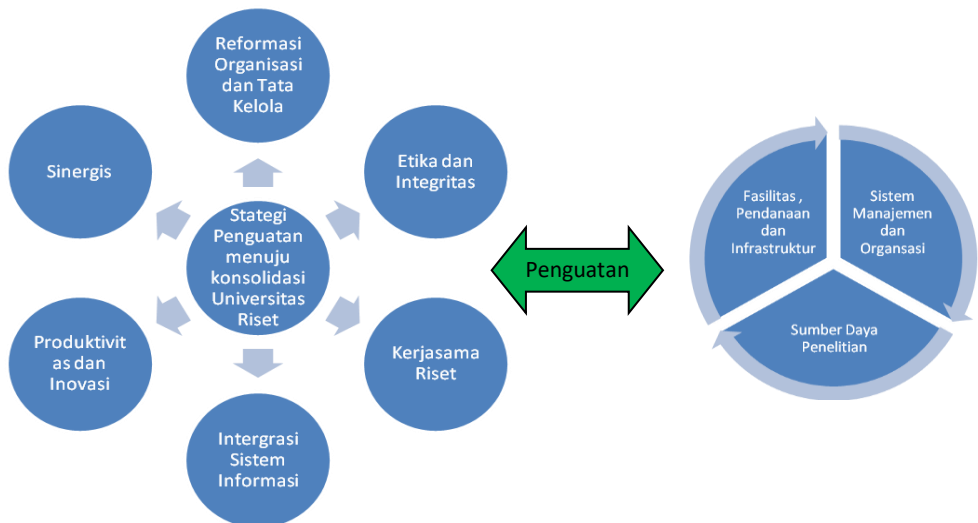 Reformasi
Organisasi
dan Tata
Kelola
Etika dan
Integritas
Kerjasama
Riset
Intergrasi
Sistem
Informasi
Produktivit
as dan
Inovasi
Sinergis
Stategi
Penguatan
menuju
konsolidasi
Universitas
Riset
Penguatan
Fasilitas ,
Pendanaan
dan
Infrastruktur
Sistem
Manajemen
dan
Organsasi
Sumber Daya
Penelitian